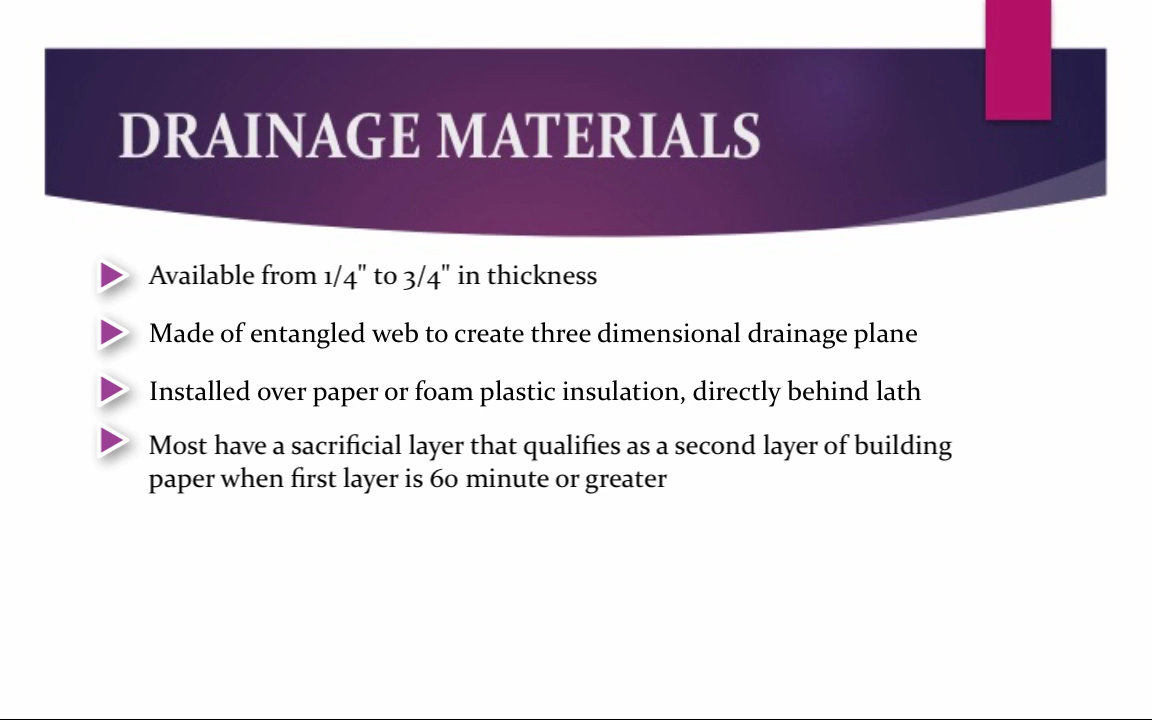 DRAINAGE MATERIALS
Available from 1/4" to 3/4" in thickness
Made of entangled web to create three dimensional drainage plane
Installed over paper or foam plastic insulation, directly behind lath
Most have a sacrificial layer that qualifies as a second layer of building
paper when first layer is 60 minute or greater